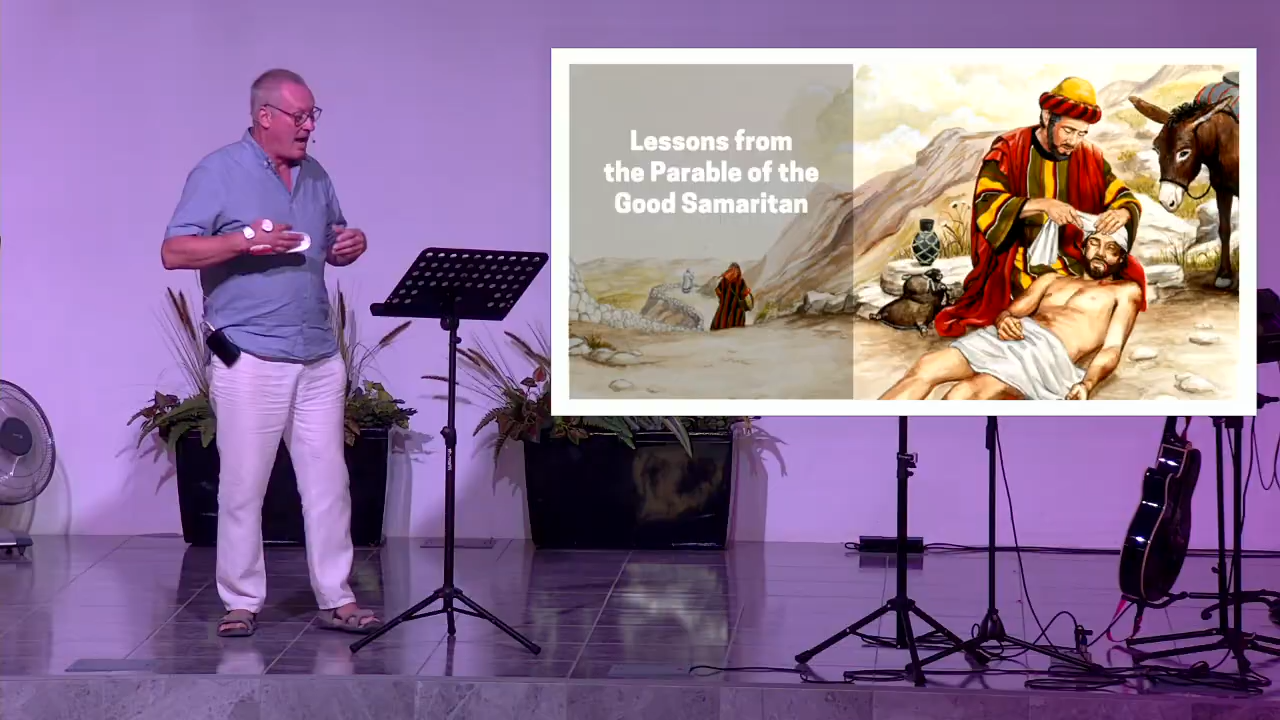 Lessons from
the Parable of the
Good Samaritan